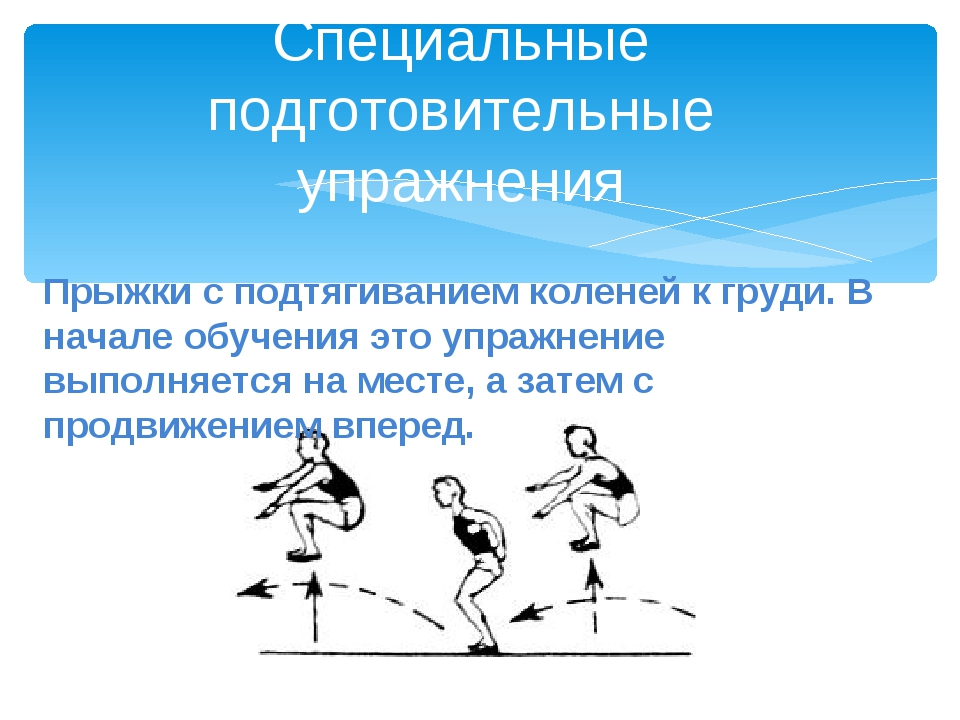 Специальные
подготовительные
упражнения
Прыжки с подтягиванием коленей к груди. В
начале обучения это упражнение
выполняется на месте, а затем с
продвижением вперед.